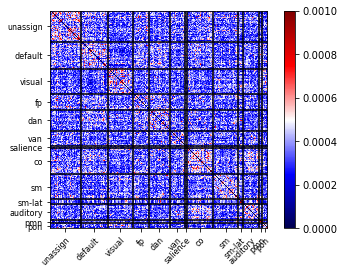 unassign
default
visual
fp
dan
van
salience
co
sm
sm-lat
auditory
pmn
pon
unassign
default
visual
fp
dan
van
salience
co
sm
sm-lat
auditory
0.0010
0.0008
0.0006
0.0004
0.0002
0.0000